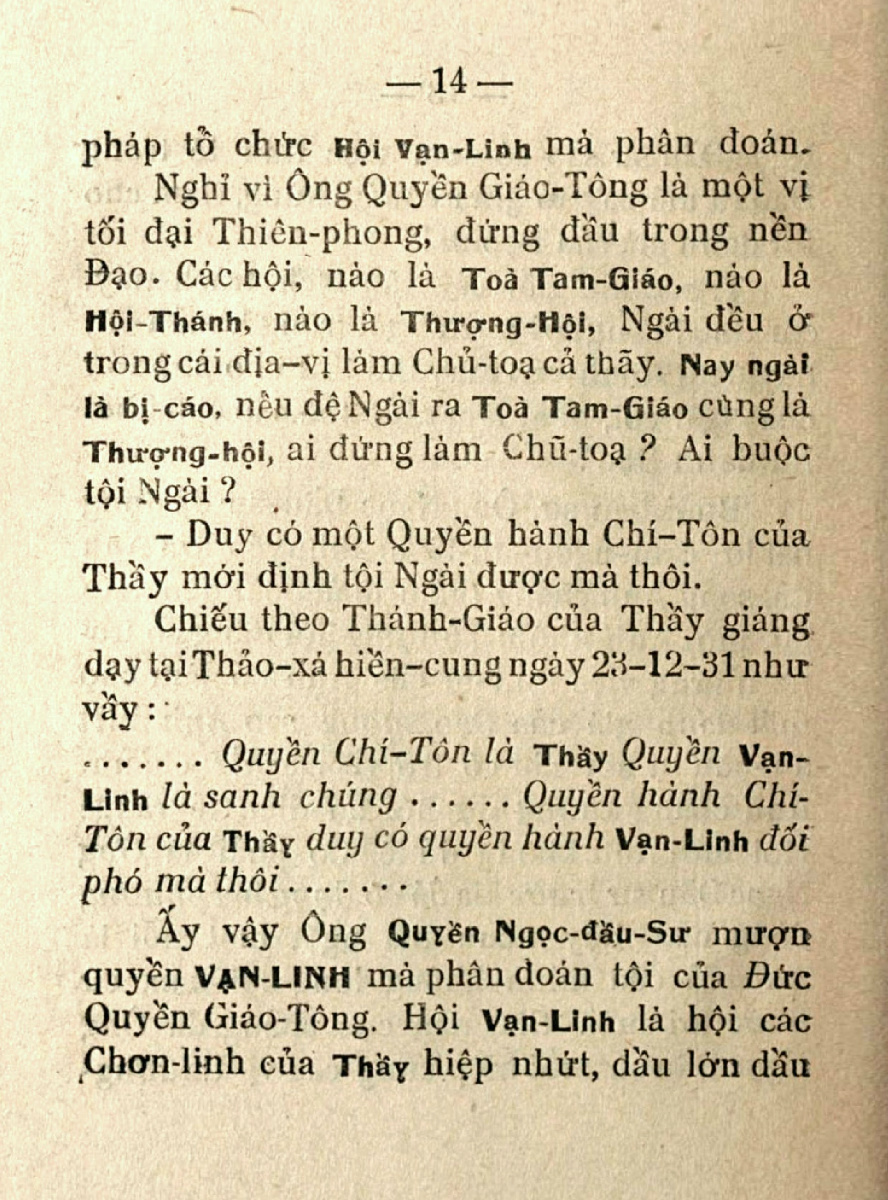 — 14 —
pháp tổ chức Hội Vạn-Linh mà phân đoán.
Nghỉ vì Ông Quyền Giáo-Tông là một vị
tối đại Thiên-phong, đứng đầu trong nền
Đạo. Các hội, nào là Toà Tam-Giáo, nào là
Hội-Thánh, nào là Thượng-Hội, Ngài đều ở
trong cái địa-vị làm Chủ-toạ cả thãy. Nay ngài
là bị-cáo, nếu đệ Ngài ra Toà Tam-Giáo cùng là
Thượng-hội, ai đứng làm Chũ-toạ ? Ai buộc
tội Ngài ?
– Duy có một Quyền hành Chí-Tôn của
Thầy mới định tội Ngài được mà thôi.
Chiếu theo Thánh-Giáo của Thầy giáng
dạy tại Thảo-xá hiền-cung ngày 23-12-31 như
vầy :
....... Quyền Chí-Tôn là Thầy Quyền Vạn-
Linh là sanh chúng ...... Quyền hành Chí-
Tôn của Thầy duy có quyền hành Vạn-Linh đối
phó mà thôi .......
Ấy vậy Ông Quyền Ngọc-đầu-Sư mượn
quyền VẠN-LINH mà phân đoán tội của Đức
Quyền Giáo-Tông. Hội Vạn-Linh là hội các
Chơn-linh của Thầy hiệp nhứt, dầu lớn dầu